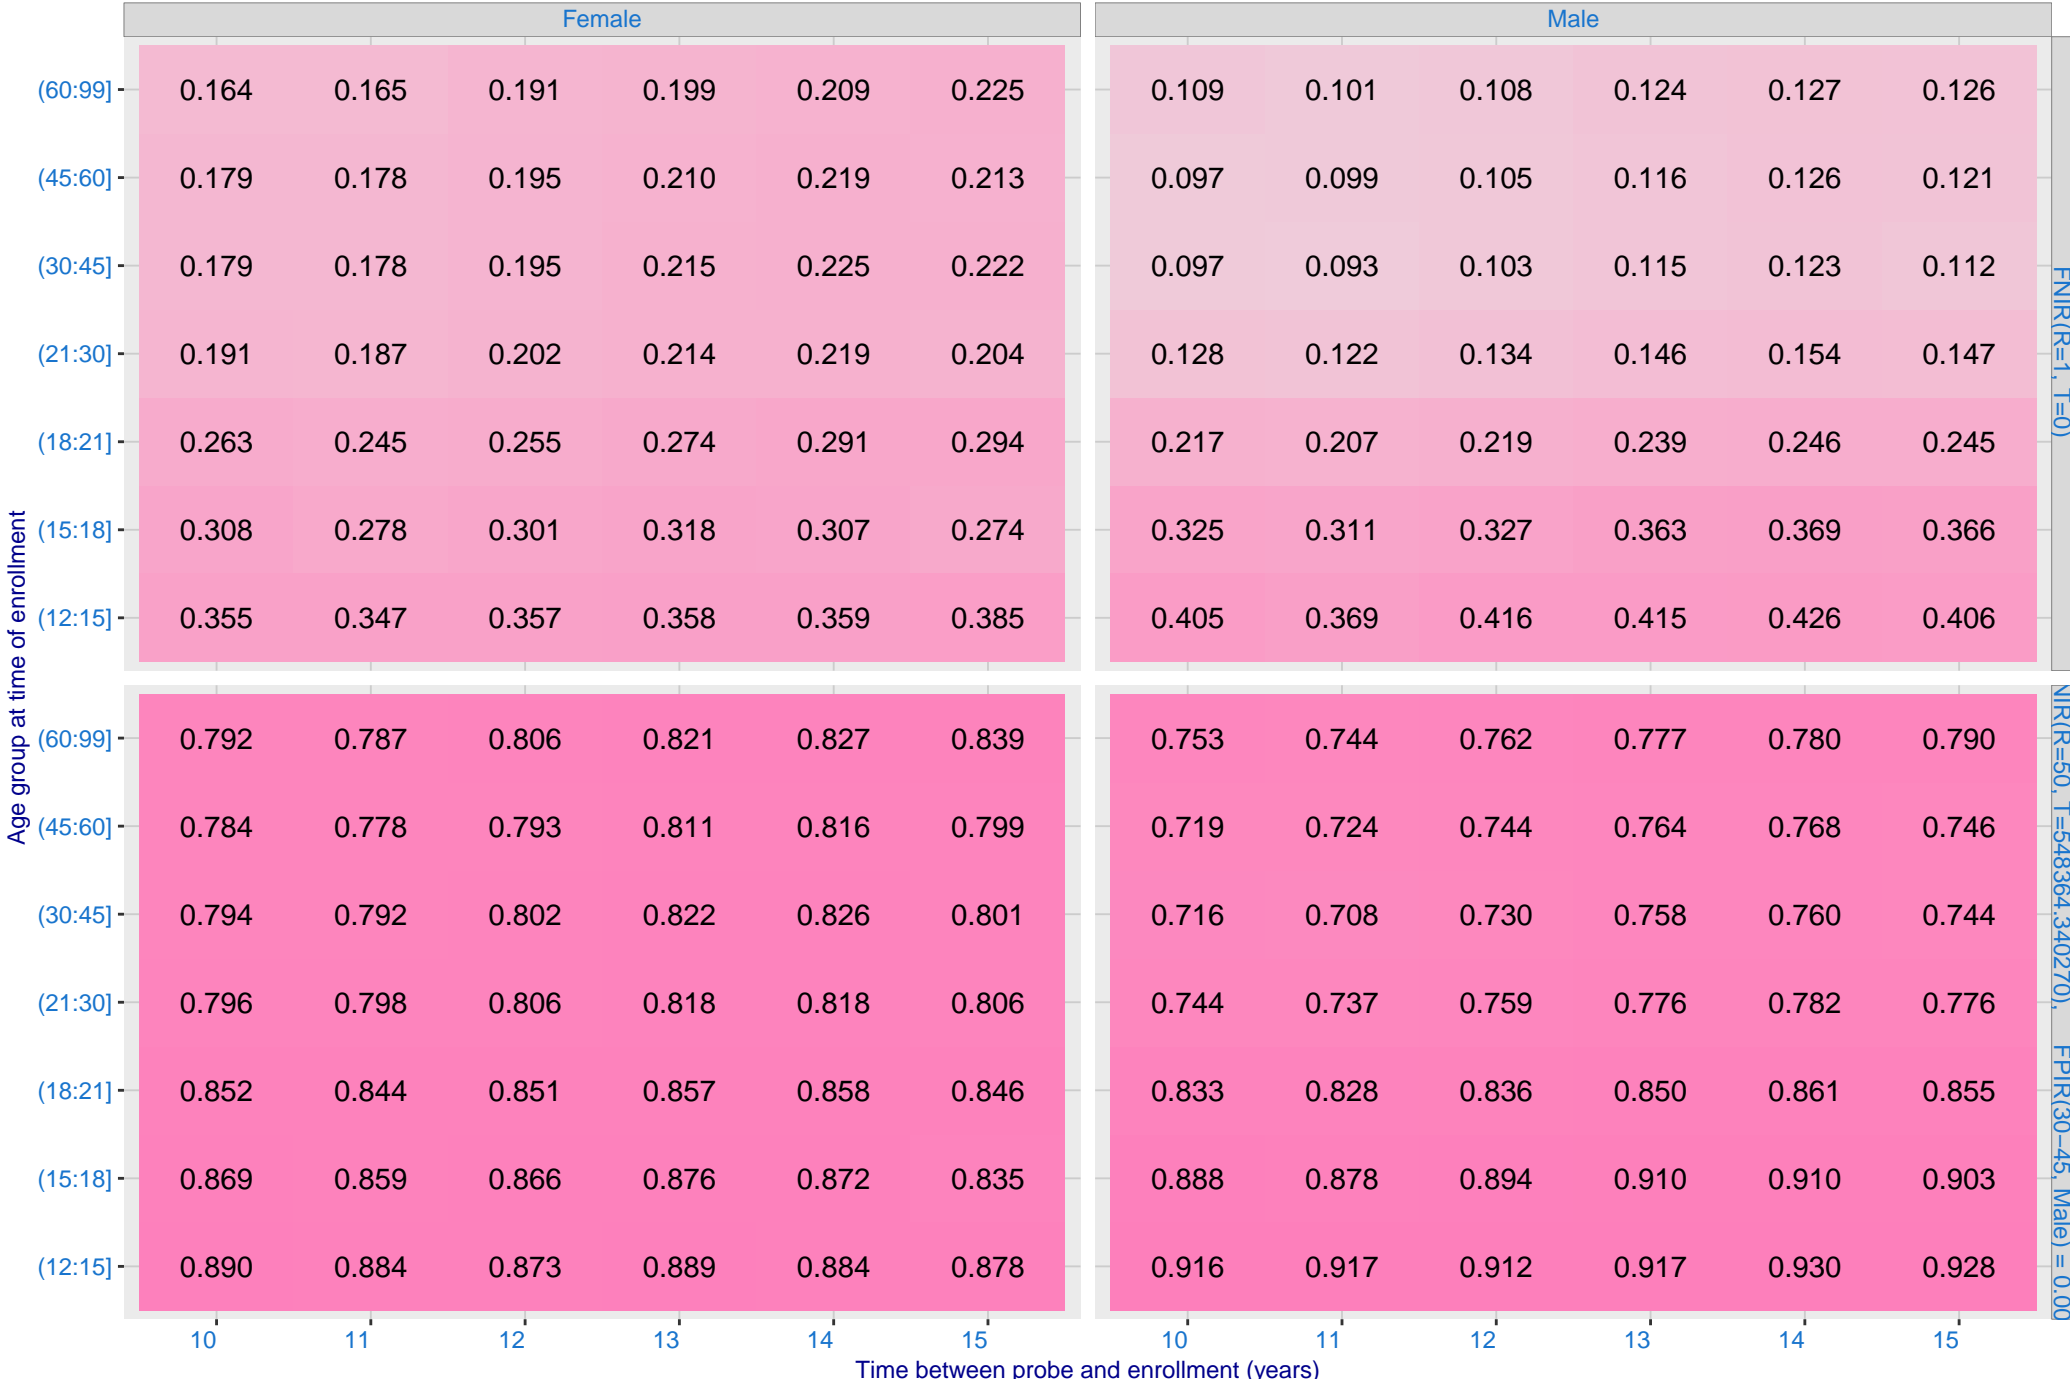 Female Male
(60:99] 0.164 0.165 0.191 0.199 0.209 0.225 0.109 0.101 0.108 0.124 0.127 0.126
(45:60] 0.179 0.178 0.195 0.210 0.219 0.213 0.097 0.099 0.105 0.116 0.126 0.121
(30:45] 0.179 0.178 0.195 0.215 0.225 0.222 0.097 0.093 0.103 0.115 0.123 0.112
(21:30] 0.191 0.187 0.202 0.214 0.219 0.204 0.128 0.122 0.134 0.146 0.154 0.147
(18:21] 0.263 0.245 0.255 0.274 0.291 0.294 0.217 0.207 0.219 0.239 0.246 0.245
(15:18] 0.308 0.278 0.301 0.318 0.307 0.274 0.325 0.311 0.327 0.363 0.369 0.366
(12:15] 0.355 0.347 0.357 0.358 0.359 0.385 0.405 0.369 0.416 0.415 0.426 0.406
FNIR(R=1, T=0)
Age group at time of enrollment
(60:99] 0.792 0.787 0.806 0.821 0.827 0.839 0.753 0.744 0.762 0.777 0.780 0.790
(45:60] 0.784 0.778 0.793 0.811 0.816 0.799 0.719 0.724 0.744 0.764 0.768 0.746
(30:45] 0.794 0.792 0.802 0.822 0.826 0.801 0.716 0.708 0.730 0.758 0.760 0.744
(21:30] 0.796 0.798 0.806 0.818 0.818 0.806 0.744 0.737 0.759 0.776 0.782 0.776
(18:21] 0.852 0.844 0.851 0.857 0.858 0.846 0.833 0.828 0.836 0.850 0.861 0.855
(15:18] 0.869 0.859 0.866 0.876 0.872 0.835 0.888 0.878 0.894 0.910 0.910 0.903
(12:15] 0.890 0.884 0.873 0.889 0.884 0.878 0.916 0.917 0.912 0.917 0.930 0.928
NIR(R=50, T=548364.340270), FPIR(30−45, Male) = 0.00
10 11 12 13 14 15 10 11 12 13 14 15
Time between probe and enrollment (years)